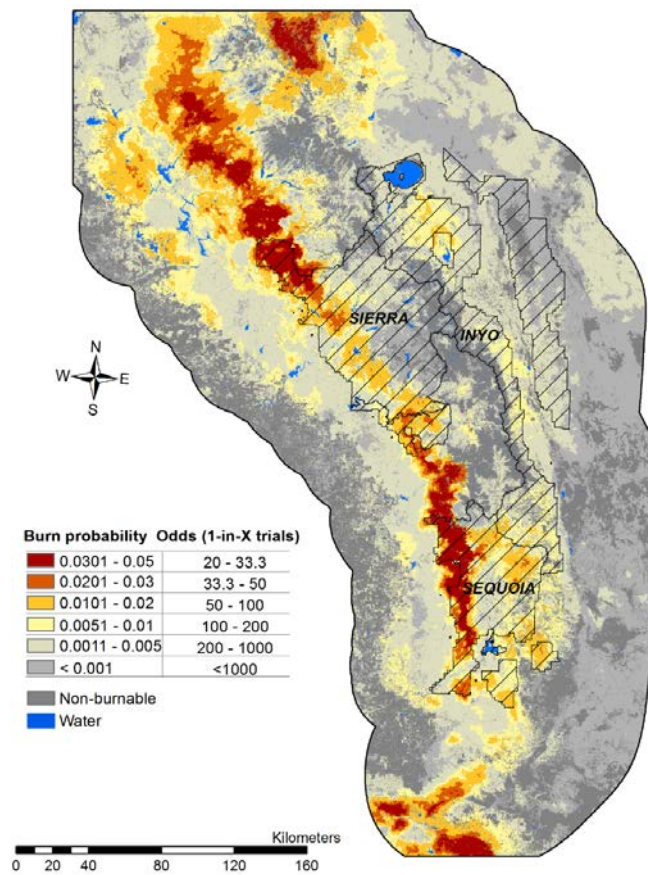 SIERRA
INYO
N
W E
S
Burn probability Odds (1-in-X trials)
0.0301 - 0.05 20 - 33.3
0.0201 - 0.03 33.3 - 50
0.0101 - 0.02 50 - 100
0.0051 - 0.01 100 - 200
0.0011 - 0.005 200 - 1000
< 0.001 <1000
SEQUOIA
Non-burnable
Water
Kilometers
0 20 40 80 120 160